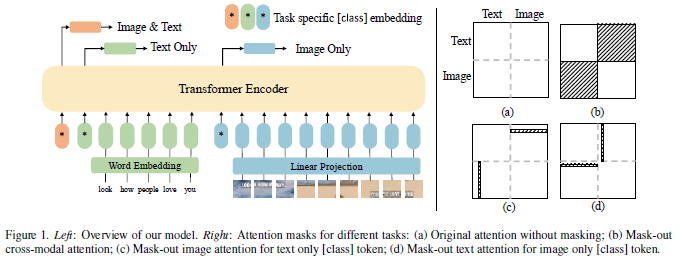 Image & Text
Text Only
* * * Task specific [class] embedding
Image Only
Transformer Encoder
* * *
Word Embedding
Linear Projection
look how people love you
Text Image
Text
Image
(a) (b)
(c) (d)
Figure 1. Left: Overview of our model. Right: Attention masks for different tasks: (a) Original attention without masking; (b) Mask-out
cross-modal attention; (c) Mask-out image attention for text only [class] token; (d) Mask-out text attention for image only [class] token.